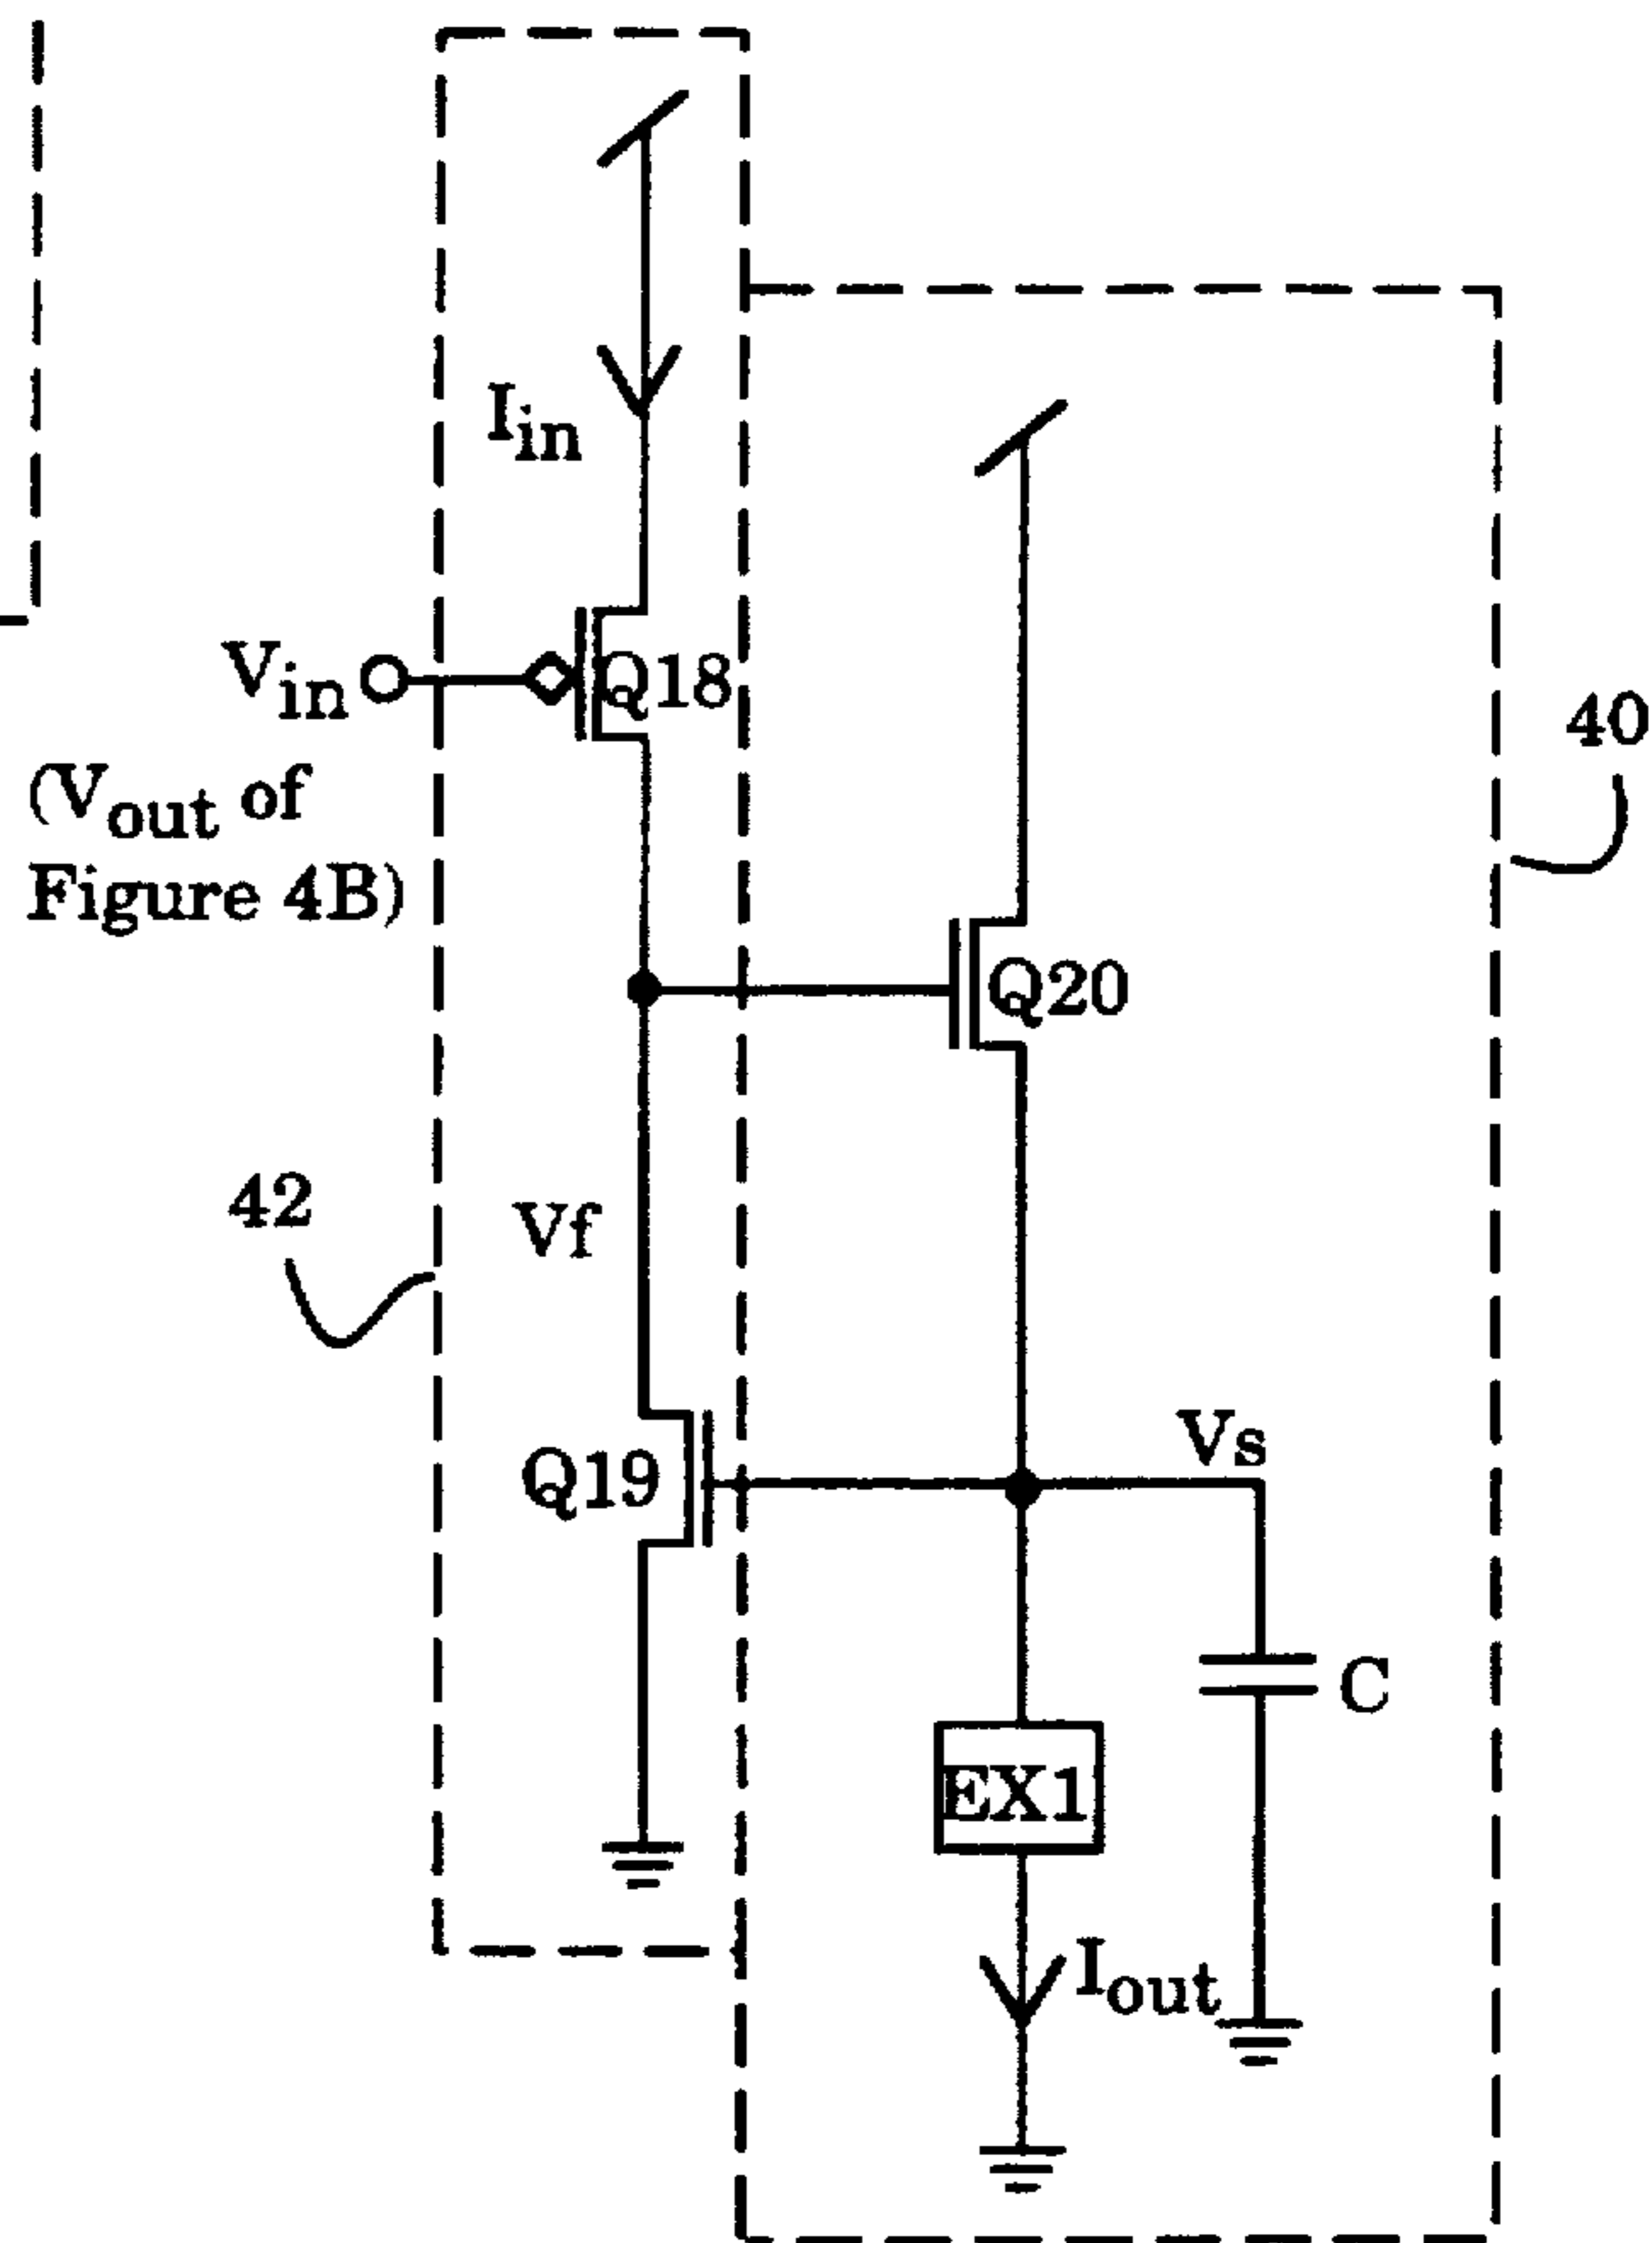 Iin
Vin
Q18
40
(Vout of
Figure 4B)
Q20
42
Vf
Vs
Q19
C
EX1
Iout